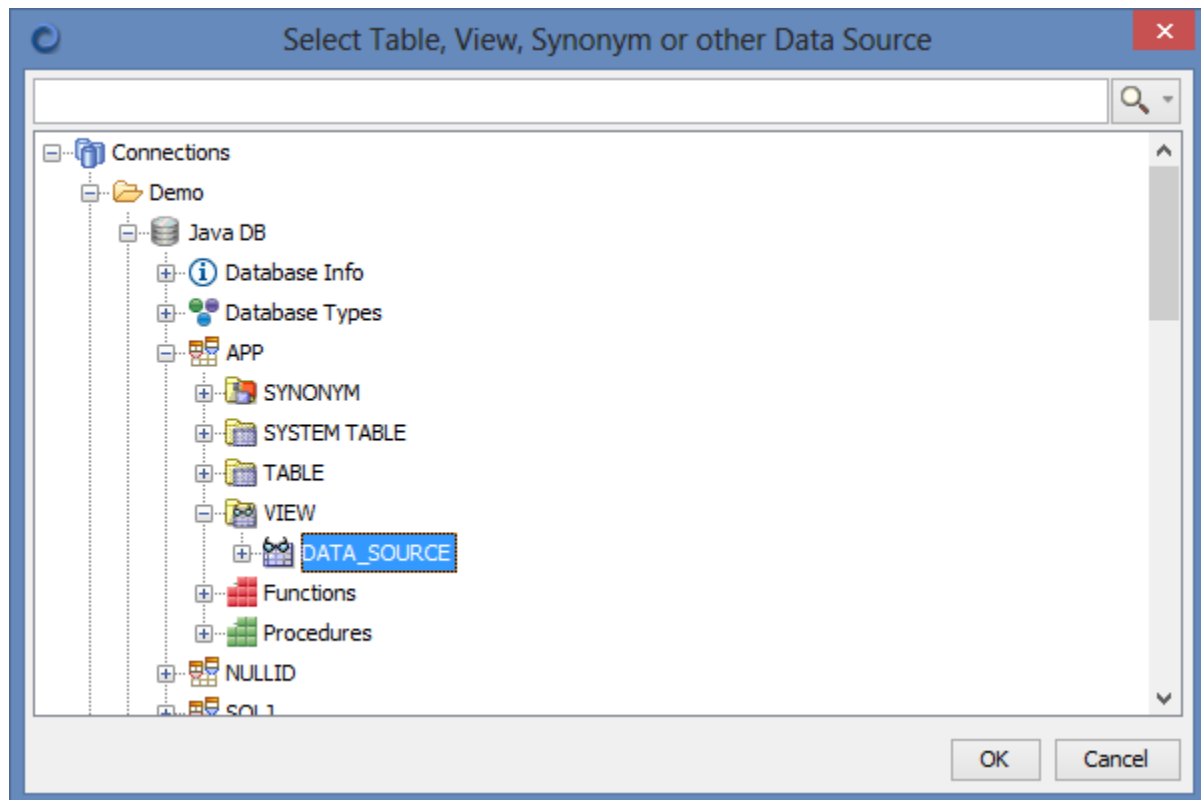 Select Table, View, Synonym or other Data Source
Connections
Demo
Java DB
Database Info
Database Types
APP
SYNONYM
SYSTEM TABLE
TABLE
VIEW
DATA_SOURCE
Functions
Procedures
NULLID
OK
Cancel